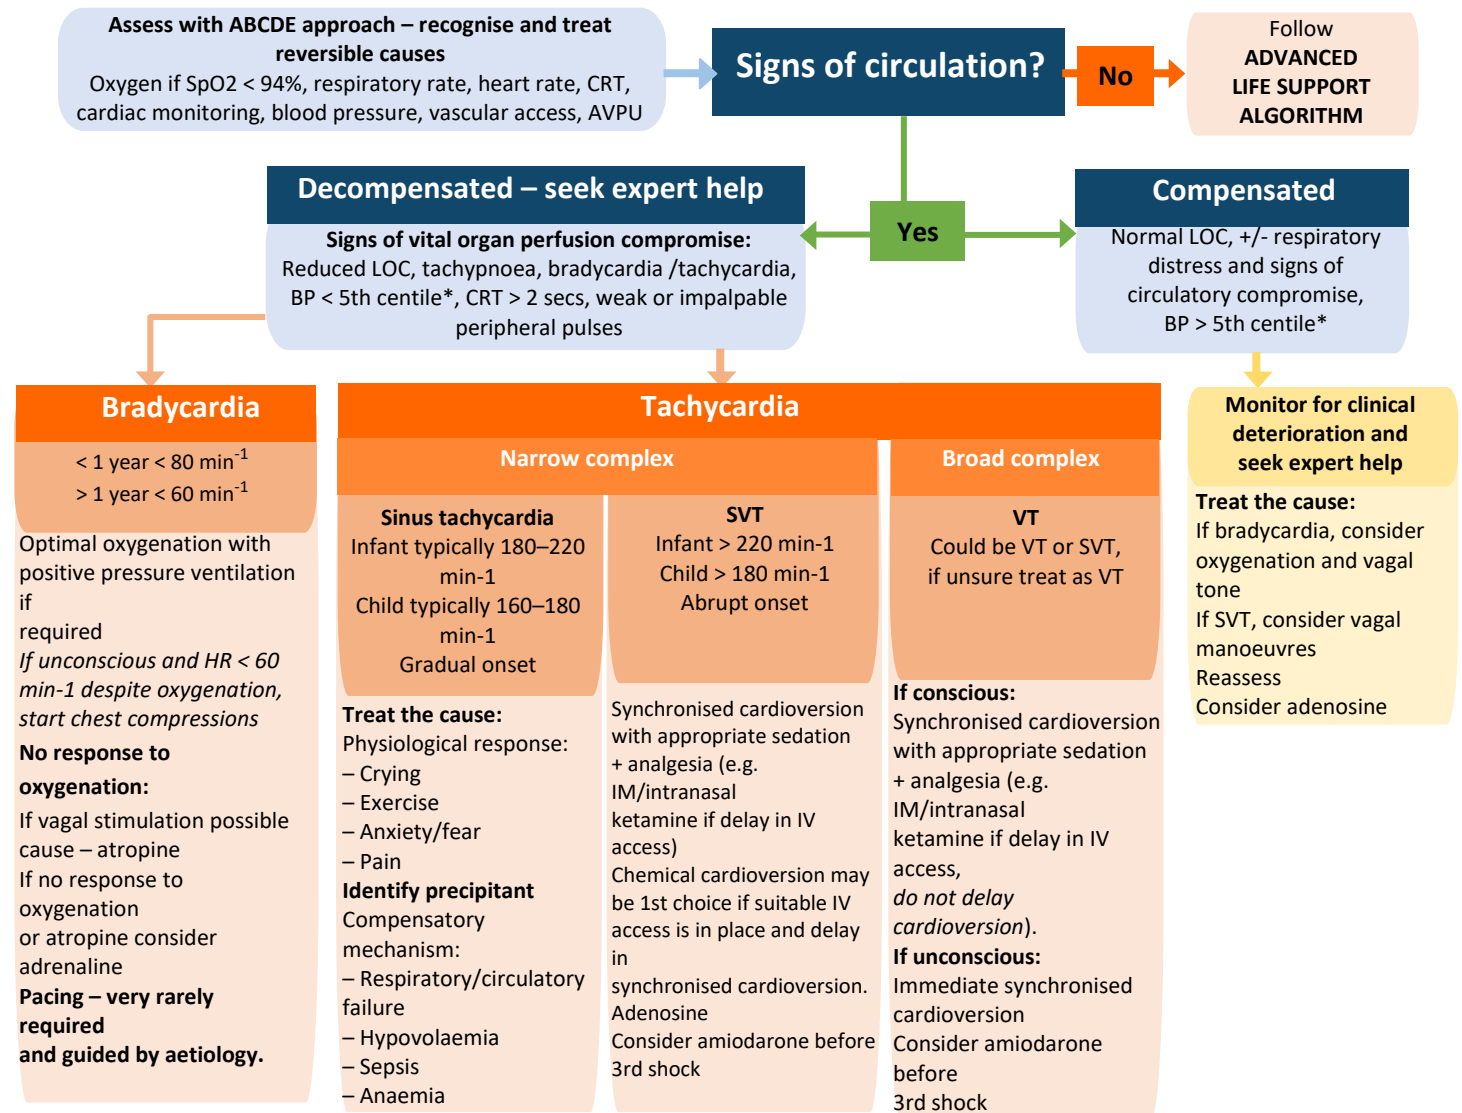 Assess with ABCDE approach – recognise and treat
reversible causes
Oxygen if SpO2 < 94%, respiratory rate, heart rate, CRT,
cardiac monitoring, blood pressure, vascular access, AVPU
Signs of circulation?
No
Follow
ADVANCED
LIFE SUPPORT
ALGORITHM
Yes
Decompensated – seek expert help
Signs of vital organ perfusion compromise:
Reduced LOC, tachypnoea, bradycardia /tachycardia,
BP < 5th centile*, CRT > 2 secs, weak or impalpable
peripheral pulses
Compensated
Normal LOC, +/- respiratory
distress and signs of
circulatory compromise,
BP > 5th centile*
Bradycardia
< 1 year < 80 min-1
> 1 year < 60 min-1
Optimal oxygenation with
positive pressure ventilation
if
required
If unconscious and HR < 60
min-1 despite oxygenation,
start chest compressions
No response to
oxygenation:
If vagal stimulation possible
cause – atropine
If no response to
oxygenation
or atropine consider
adrenaline
Pacing – very rarely
required
and guided by aetiology.
Tachycardia
Narrow complex
Sinus tachycardia
Infant typically 180–220
min-1
Child typically 160–180
min-1
Gradual onset
Treat the cause:
Physiological response:
– Crying
– Exercise
– Anxiety/fear
– Pain
Identify precipitant
Compensatory
mechanism:
– Respiratory/circulatory
failure
– Hypovolaemia
– Sepsis
– Anaemia
SVT
Infant > 220 min-1
Child > 180 min-1
Abrupt onset
Synchronised cardioversion
with appropriate sedation
+ analgesia (e.g.
IM/intranasal
ketamine if delay in IV
access)
Chemical cardioversion may
be 1st choice if suitable IV
access is in place and delay
in
synchronised cardioversion.
Adenosine
Consider amiodarone before
3rd shock
Broad complex
VT
Could be VT or SVT,
if unsure treat as VT
If conscious:
Synchronised cardioversion
with appropriate sedation
+ analgesia (e.g.
IM/intranasal
ketamine if delay in IV
access,
do not delay
cardioversion).
If unconscious:
Immediate synchronised
cardioversion
Consider amiodarone
before
3rd shock
Monitor for clinical
deterioration and
seek expert help
Treat the cause:
If bradycardia, consider
oxygenation and vagal
tone
If SVT, consider vagal
manoeuvres
Reassess
Consider adenosine